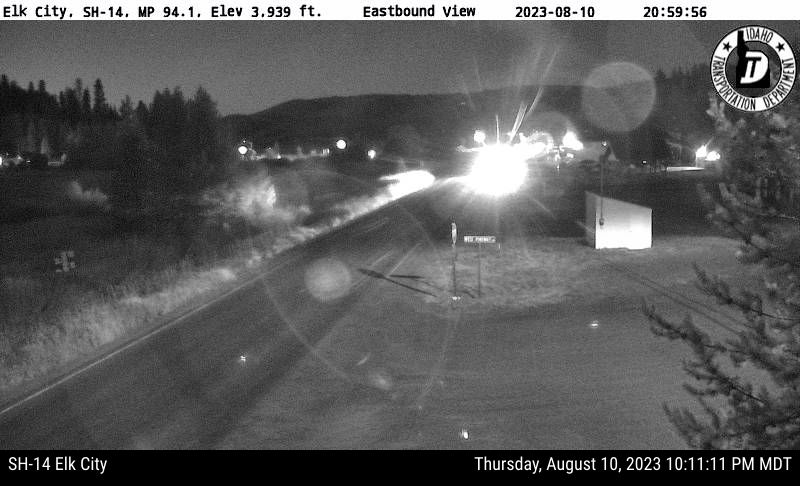 Elk City, SH-14, MP 94.1, Elev 3,939 ft. Eastbound View 2023-08-10 20:59:56
IDAHO
TRANSPORTATION DEPARTMENT
SH-14 Elk City Thursday, August 10, 2023 10:11:11 PM MDT